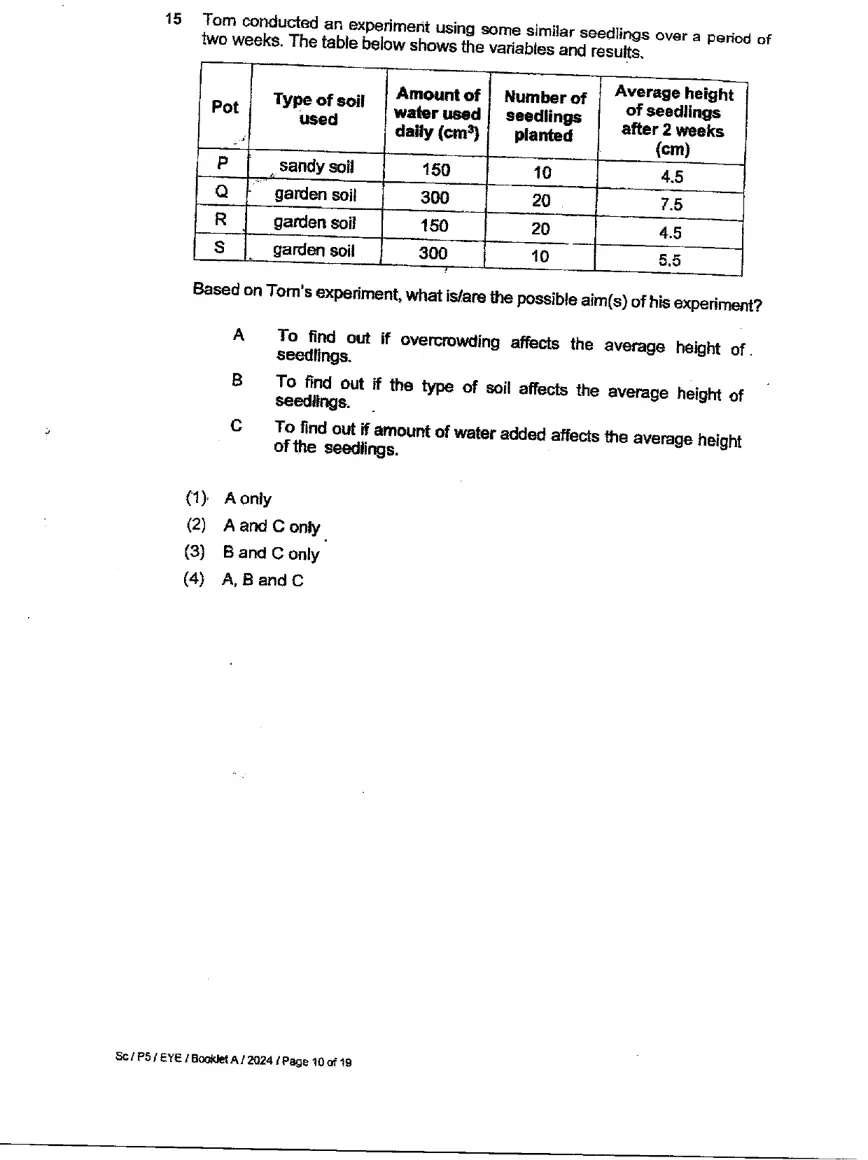 15 Tom conducted an experiment using some similar seedlings over a period of
two weeks. The table below shows the variables and results.
Pot Type of soil used Amount of water used daily (cm³) Number of seedlings planted Average height of seedlings after 2 weeks (cm)
P sandy soil 150 10 4.5
Q garden soil 300 20 7.5
R garden soil 150 20 4.5
S garden soil 300 10 5.5
Based on Tom's experiment, what is/are the possible aim(s) of his experiment?
A To find out if overcrowding affects the average height of
seedlings.
B To find out if the type of soil affects the average height of
seedlings.
C To find out if amount of water added affects the average height
of the seedlings.
(1) A only
(2) A and C only
(3) B and C only
(4) A, B and C
Sc / P5 / EYE / Booklet A / 2024 / Page 10 of 19